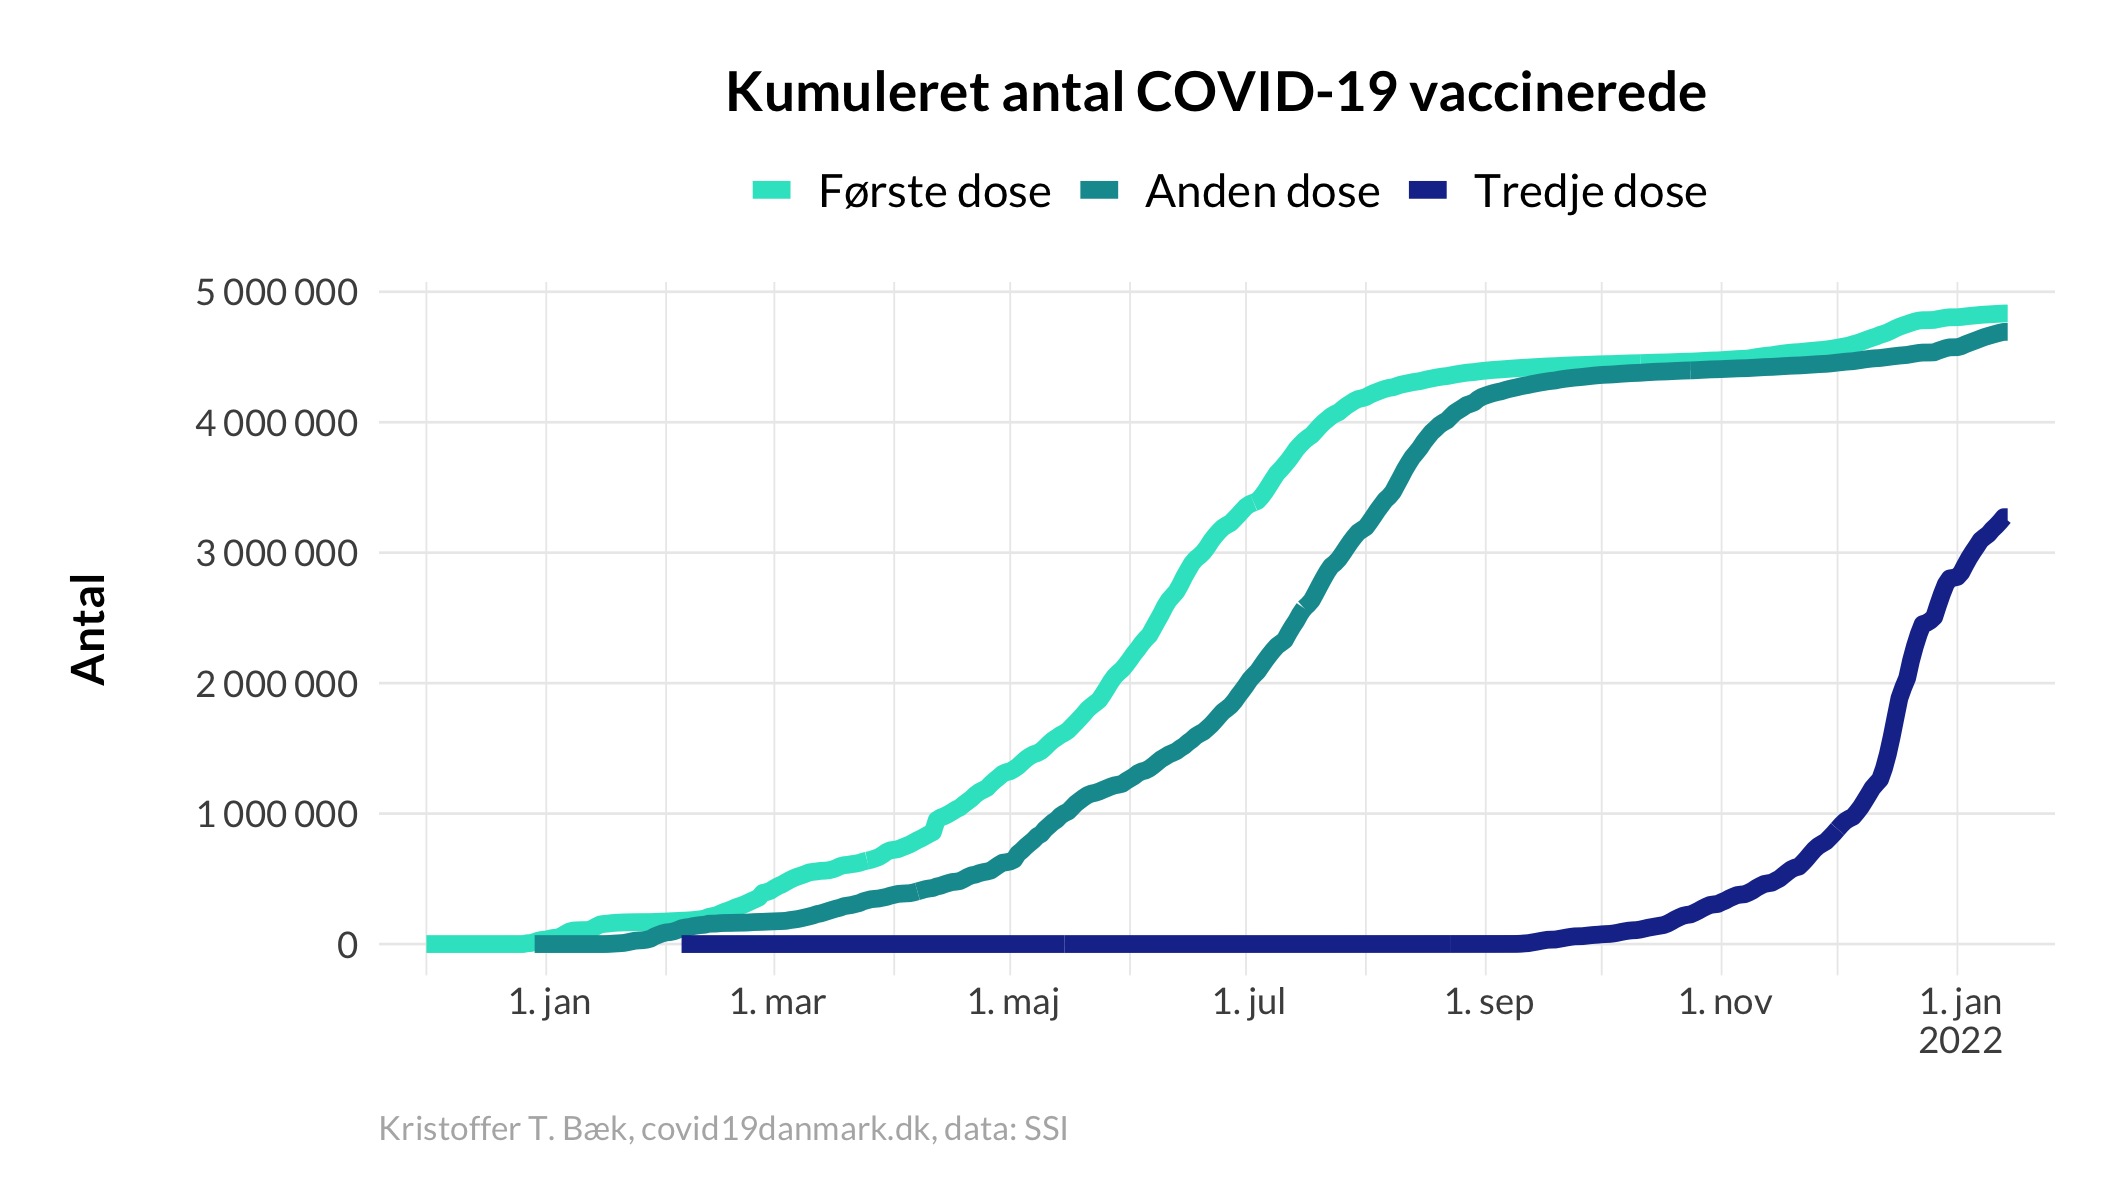 Kumuleret antal COVID-19 vaccinerede
Første dose Anden dose Tredje dose
Antal
5 000 000
4 000 000
3 000 000
2 000 000
1 000 000
0
1. jan 1. mar 1. maj 1. jul 1. sep 1. nov 1. jan
2022
Kristoffer T. Bæk, covid19danmark.dk, data: SSI